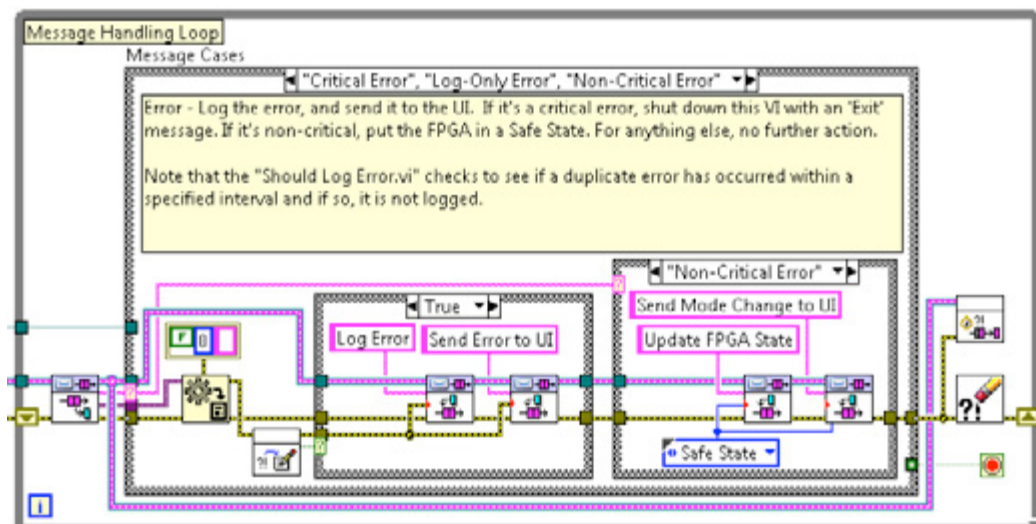 Message Handling Loop
Message Cases
"Critical Error", "Log-Only Error", "Non-Critical Error"
Error - Log the error, and send it to the UI. If it's a critical error, shut down this VI with an "Exit"
message. If it's non-critical, put the FPGA in a Safe State. For anything else, no further action.
Note that the "Should Log Error.vi" checks to see if a duplicate error has occurred within a
specified interval and if so, it is not logged.
"Non-Critical Error"
True
Send Mode Change to UI
Log Error
Send Error to UI
Update FPGA State
F
0
?
?
?!
?!
?!
Safe State
i